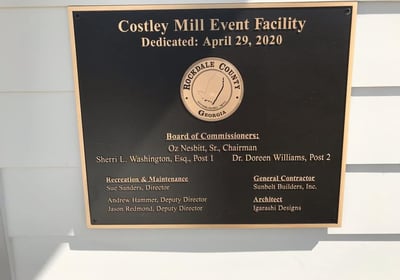 Costley Mill Event Facility
Dedicated: April 29, 2020
ROCKDALE COUNTY
GEORGIA
Board of Commissioners:
Oz Nesbitt, Sr., Chairman
Sherri L. Washington, Esq., Post 1 Dr. Doreen Williams, Post 2
Recreation & Maintenance
Sue Sanders, Director
Andrew Hammer, Deputy Director
Jason Redmond, Deputy Director
General Contractor
Sunbelt Builders, Inc.
Architect
Igarashi Designs